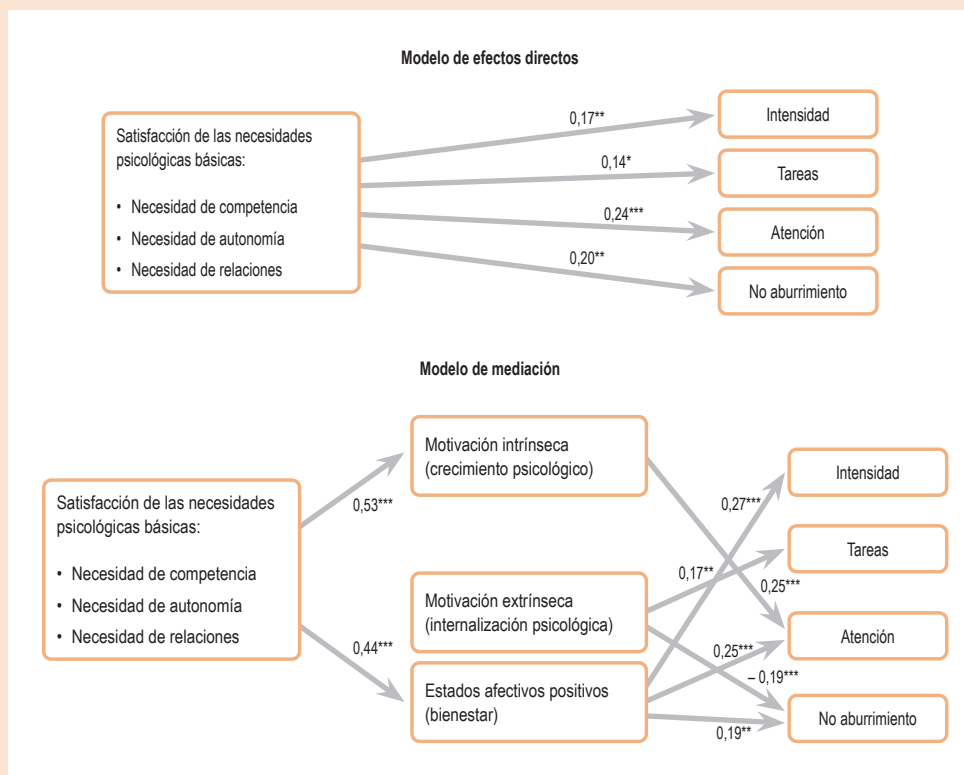 Modelo de efectos directos
Satisfacción de las necesidades
psicológicas básicas:
• Necesidad de competencia
• Necesidad de autonomía
• Necesidad de relaciones
0,17**
0,14*
0,24***
0,20**
Intensidad
Tareas
Atención
No aburrimiento
Modelo de mediación
Satisfacción de las necesidades
psicológicas básicas:
• Necesidad de competencia
• Necesidad de autonomía
• Necesidad de relaciones
0,53***
0,44***
Motivación intrínseca
(crecimiento psicológico)
Motivación extrínseca
(internalización psicológica)
Estados afectivos positivos
(bienestar)
0,27***
0,17**
0,25***
0,25***
– 0,19***
0,19**
Intensidad
Tareas
Atención
No aburrimiento